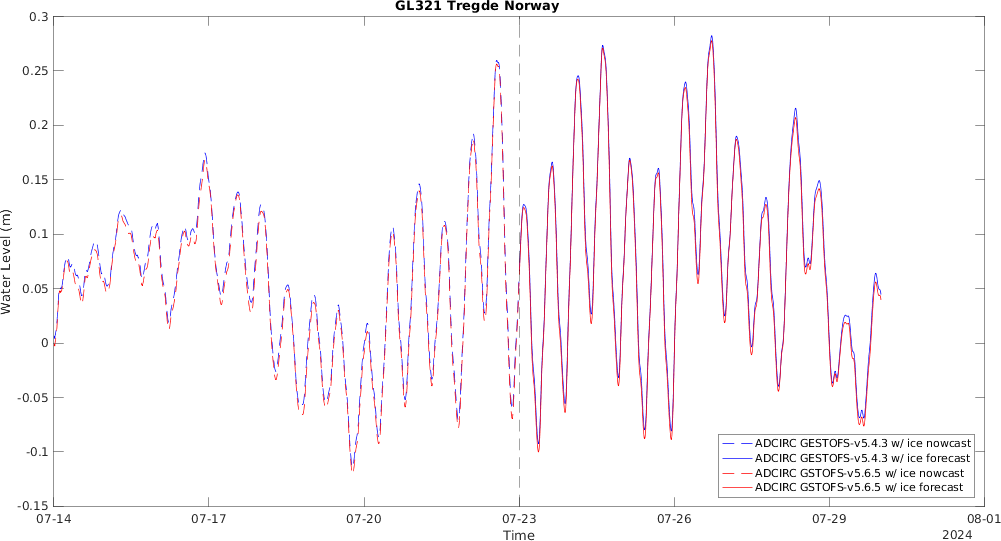 GL321 Tregde Norway
0.3
0.25
0.2
0.15
0.1
0.05
0
-0.05
-0.1
-0.15
Water Level (m)
07-14 07-17 07-20 07-23 07-26 07-29 08-01
Time
2024
ADCIRC GESTOFS-v5.4.3 w/ ice nowcast
ADCIRC GESTOFS-v5.4.3 w/ ice forecast
ADCIRC GSTOFS-v5.6.5 w/ ice nowcast
ADCIRC GSTOFS-v5.6.5 w/ ice forecast